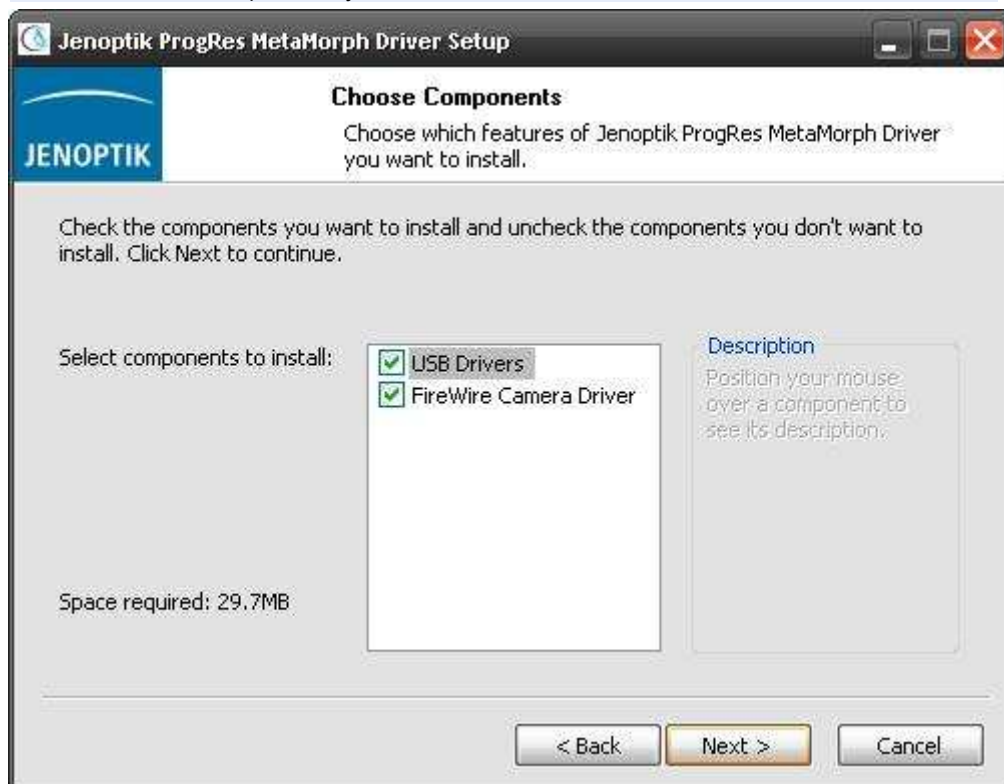 Jenoptik ProgRes MetaMorph Driver Setup
JENOPTIK
Choose Components
Choose which features of Jenoptik ProgRes MetaMorph Driver
you want to install.
Check the components you want to install and uncheck the components you don't want to
install. Click Next to continue.
Select components to install:
USB Drivers
FireWire Camera Driver
Description
Position your mouse
over a component to
see its description.
Space required: 29.7MB
< Back
Next >
Cancel